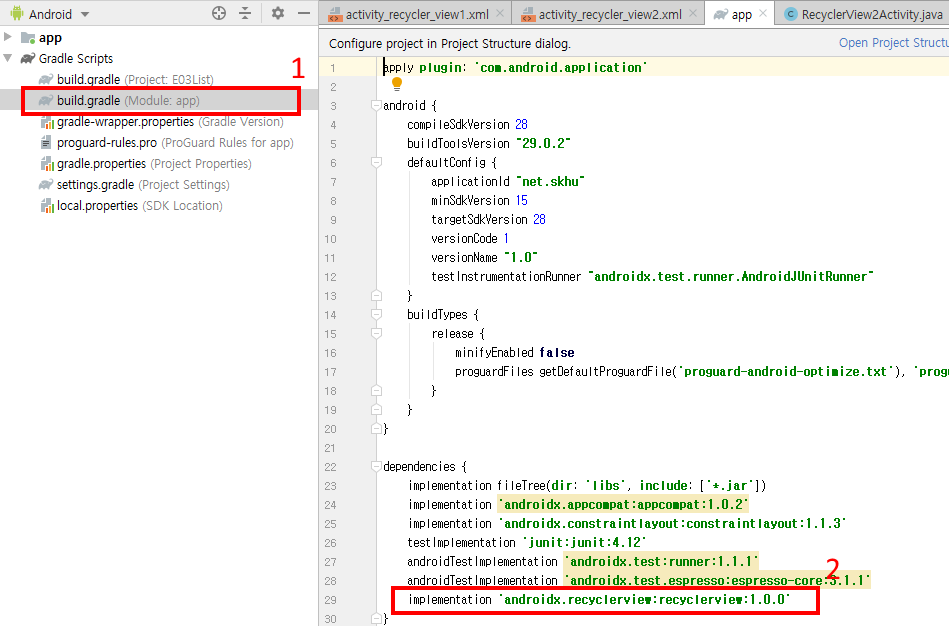 Android
app
Gradle Scripts
build.gradle (Project: E03List)
1
build.gradle (Module: app)
gradle-wrapper.properties (Gradle Version)
proguard-rules.pro (ProGuard Rules for app)
gradle.properties (Project Properties)
settings.gradle (Project Settings)
local.properties (SDK Location)
activity_recycler_view1.xml
activity_recycler_view2.xml
app
RecyclerView2Activity.java
Configure project in Project Structure dialog.
Open Project Structu
1 apply plugin: 'com.android.application'
2
3 android {
4 compileSdkVersion 28
5 buildToolsVersion "29.0.2"
6 defaultConfig {
7 applicationId "net.skhu"
8 minSdkVersion 15
9 targetSdkVersion 28
10 versionCode 1
11 versionName "1.0"
12 testInstrumentationRunner "androidx.test.runner.AndroidJUnitRunner"
13 }
14 buildTypes {
15 release {
16 minifyEnabled false
17 proguardFiles getDefaultProguardFile('proguard-android-optimize.txt'), 'prog
18 }
19 }
20 }
21
22 dependencies {
23 implementation fileTree(dir: 'libs', include: ['*.jar'])
24 implementation 'androidx.appcompat:appcompat:1.0.2'
25 implementation 'androidx.constraintlayout:constraintlayout:1.1.3'
26 testImplementation 'junit:junit:4.12'
27 androidTestImplementation 'androidx.test:runner:1.1.1'
2
28 androidTestImplementation 'androidx.test.espresso:espresso-core:3.1.1'
29 implementation 'androidx.recyclerview:recyclerview:1.0.0'
30 }